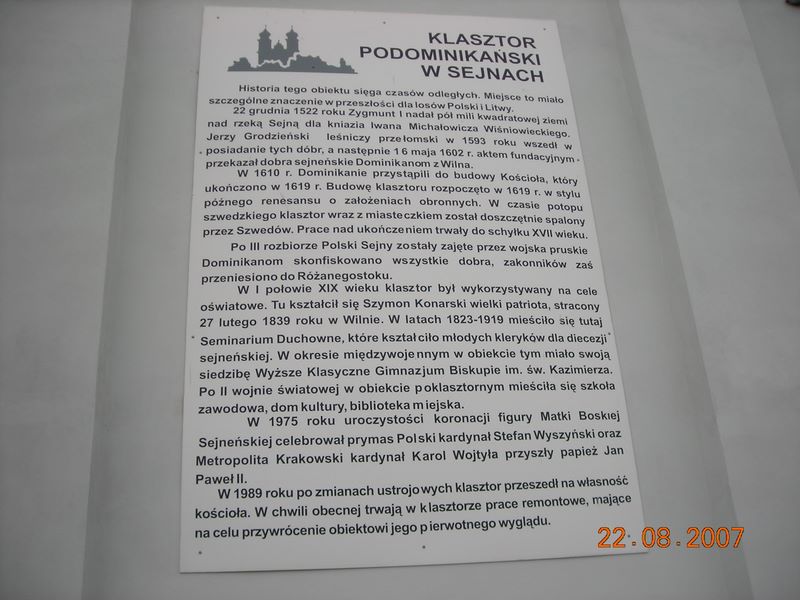 KLASZTOR
PODOMINIKAŃSKI
W SEJNACH
Historia tego obiektu sięga czasów odległych. Miejsce to miało
szczególne znaczenie w przeszłości dla losów Polski i Litwy.
22 grudnia 1522 roku Zygmunt I nadał pół mili kwadratowej ziemi
nad rzeką Sejną dla kniazia Iwana Michałowicza Wiśniowieckiego.
Jerzy Grodzieński leśniczy przełomski w 1593 roku wszedł w
posiadanie tych dóbr, a następnie 16 maja 1602 r. aktem fundacyjnym
przekazał dobra sejneńskie Dominikanom z Wilna.
W 1610 r. Dominikanie przystąpili do budowy Kościoła, który
ukończono w 1619 r. Budowę klasztoru rozpoczęto w 1619 r. w stylu
późnego renesansu o założeniach obronnych. W czasie potopu
szwedzkiego klasztor wraz z miasteczkiem został doszczętnie spalony
przez Szwedów. Prace nad ukończeniem trwały do schyłku XVII wieku.
Po III rozbiorze Polski Sejny zostały zajęte przez wojska pruskie
Dominikanom skonfiskowano wszystkie dobra, zakonników zaś
przeniesiono do Różanegostoku.
W I połowie XIX wieku klasztor był wykorzystywany na cele
oświatowe. Tu kształcił się Szymon Konarski wielki patriota, stracony
27 lutego 1839 roku w Wilnie. W latach 1823-1919 mieściło się tutaj
Seminarium Duchowne, które kształciło młodych kleryków dla diecezji
sejneńskiej. W okresie międzywojennym w obiekcie tym miało swoją
siedzibę Wyższe Klasyczne Gimnazjum Biskupie im. św. Kazimierza.
Po II wojnie światowej w obiekcie poklasztornym mieściła się szkoła
zawodowa, dom kultury, biblioteka miejska.
W 1975 roku uroczystości koronacji figury Matki Boskiej
Sejneńskiej celebrował prymas Polski kardynał Stefan Wyszyński oraz
Metropolita Krakowski kardynał Karol Wojtyła przyszły papież Jan
Paweł II.
W 1989 roku po zmianach ustrojowych klasztor przeszedł na własność
kościoła. W chwili obecnej trwają w klasztorze prace remontowe, mające
na celu przywrócenie obiektowi jego pierwotnego wyglądu.
22.08.2007